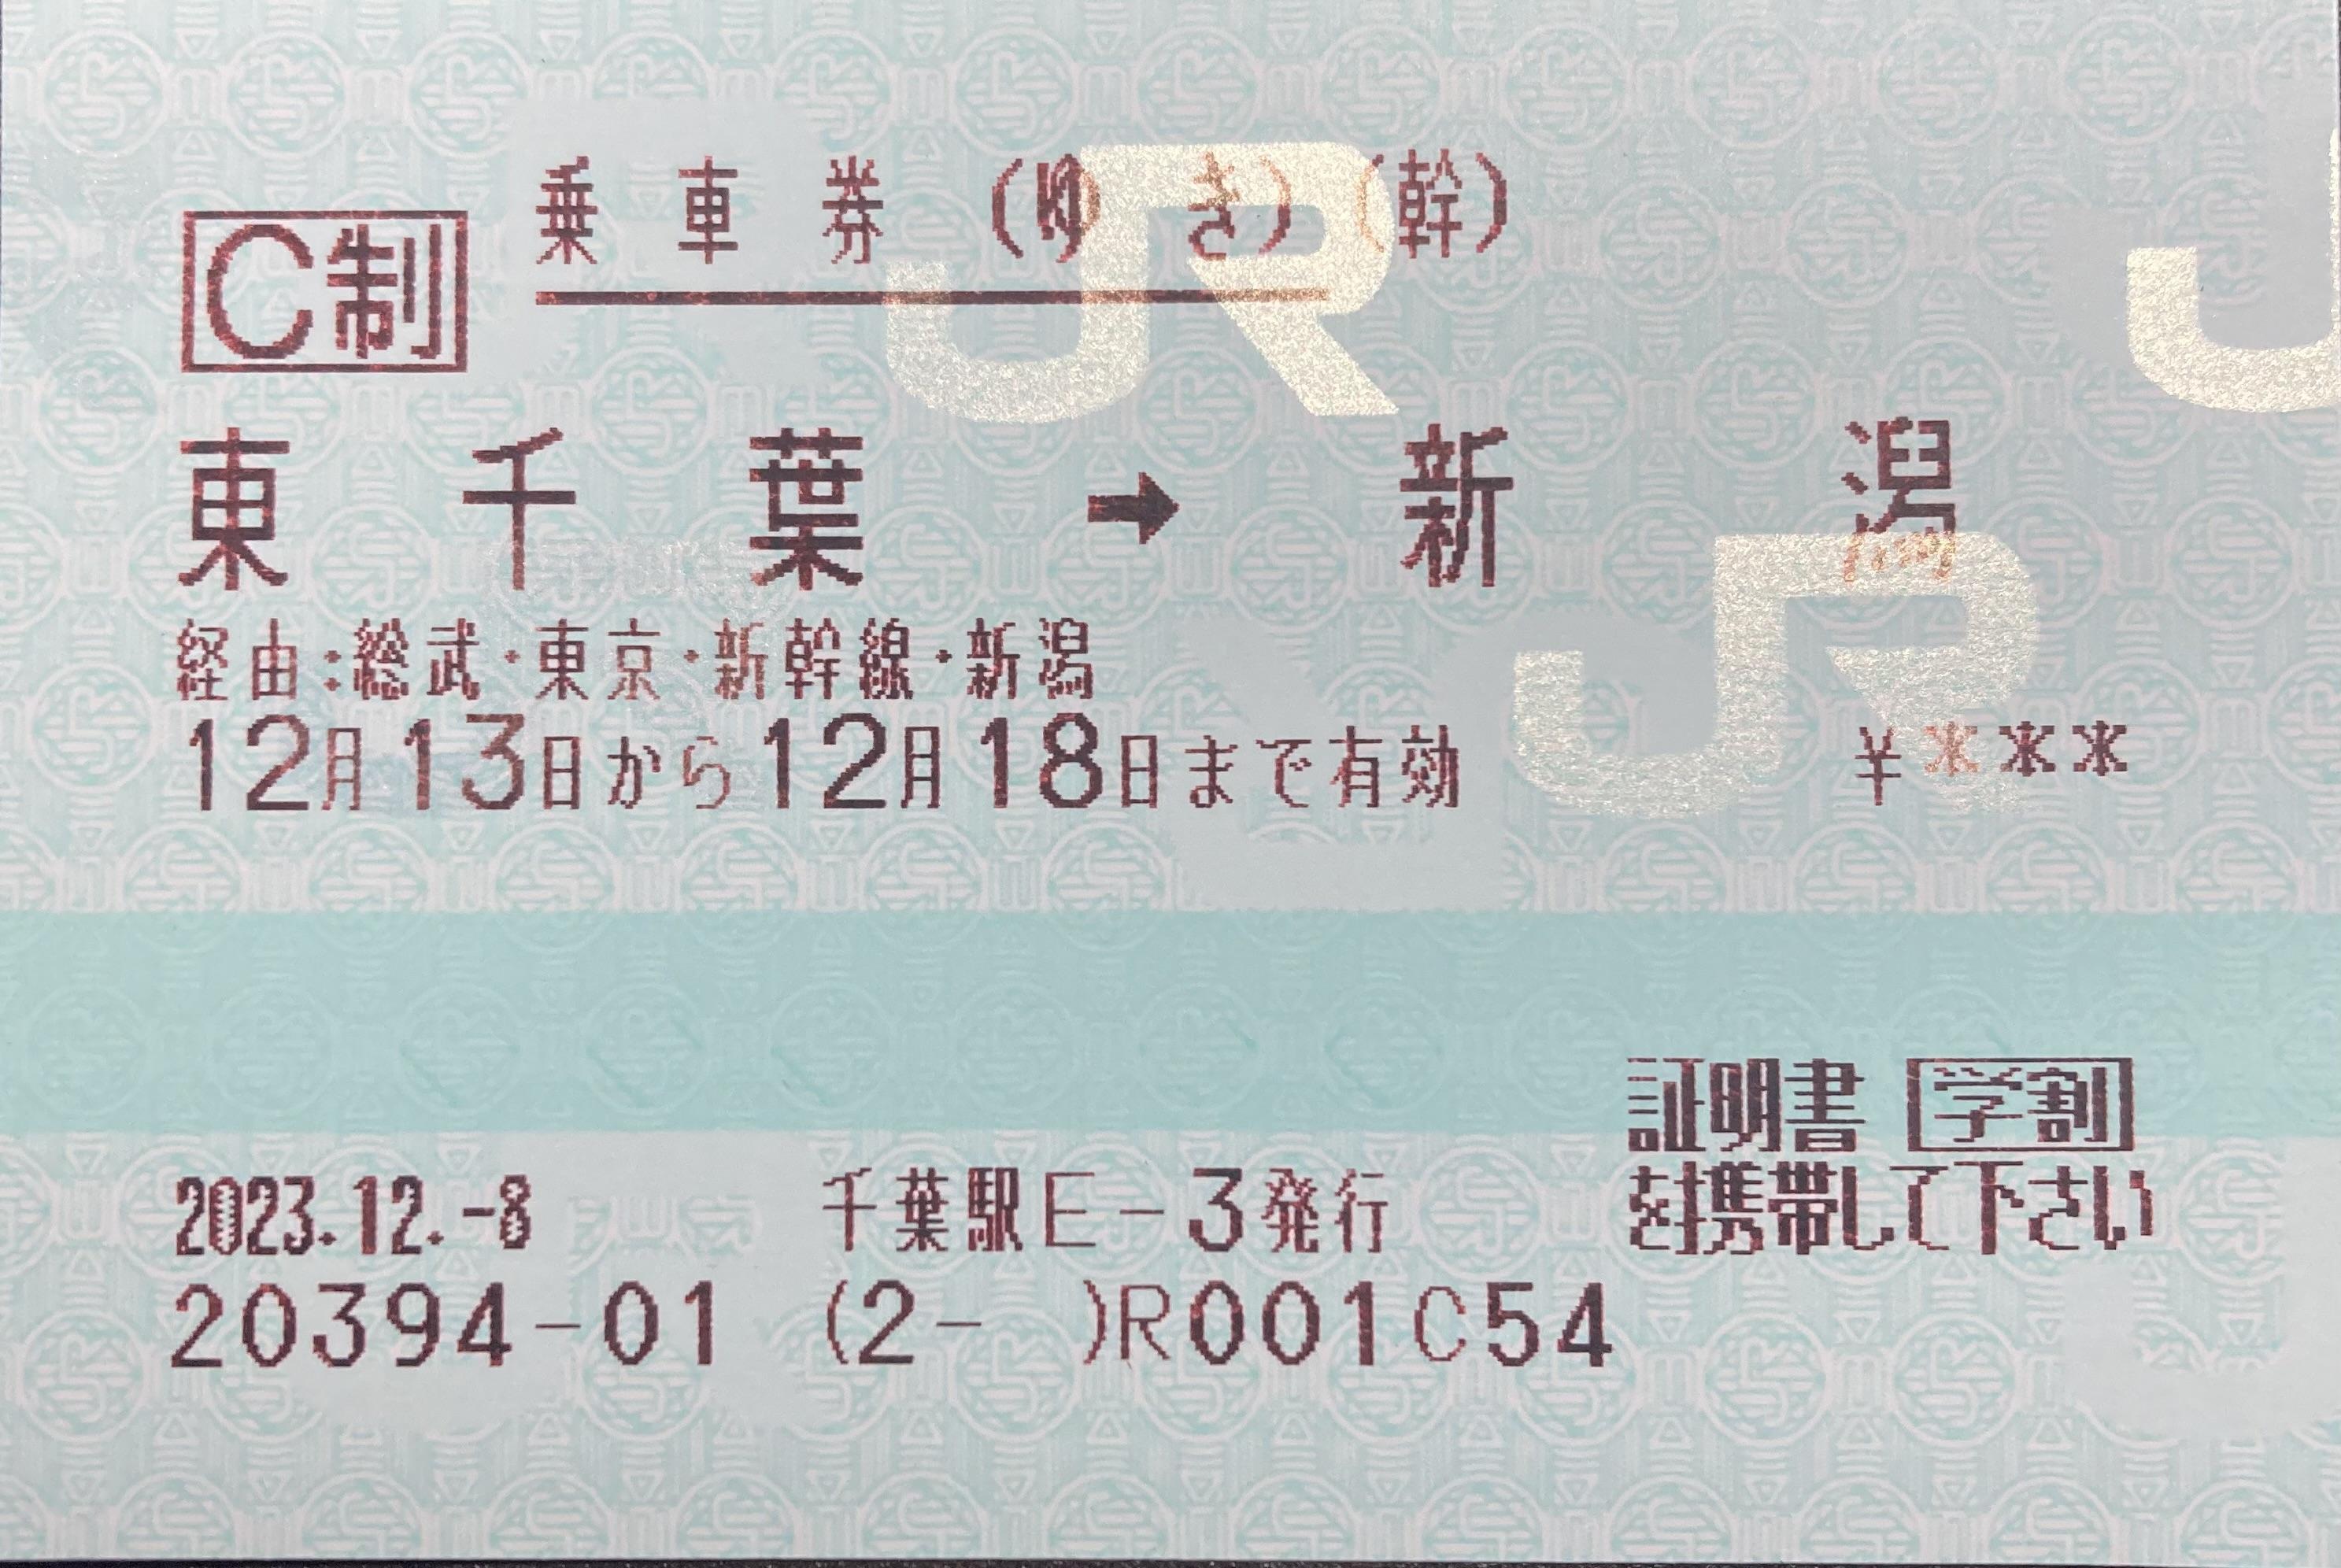 C制
乗車券(ゆき)(幹)
東千葉➡新潟
経由:総武・東京・新幹線・新潟
12月13日から12月18日まで有効 ¥***
証明書 学割
を携帯して下さい
2023.12.-8 千葉駅E-3発行
20394-01 (2- )R001C54
JR
JR